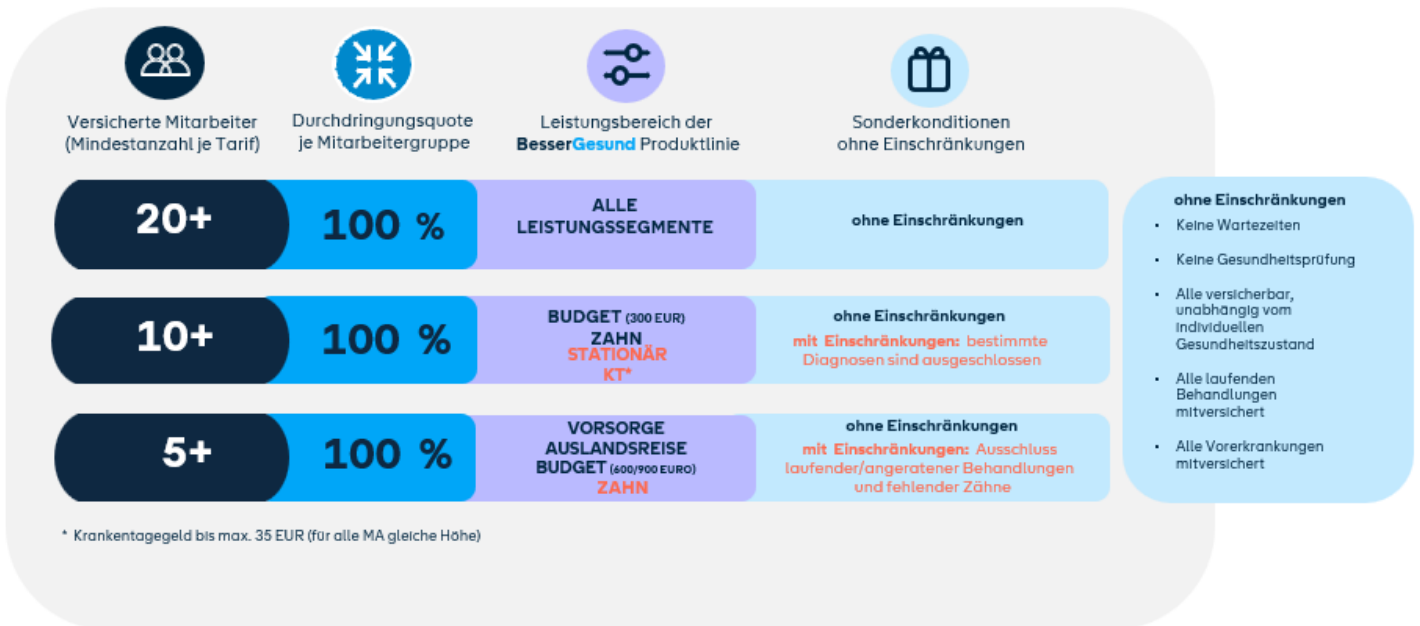 Versicherte Mitarbeiter
(Mindestanzahl je Tarif)
Durchdringungsquote
je Mitarbeitergruppe
Leistungsbereich der
BesserGesund Produktlinie
Sonderkonditionen
ohne Einschränkungen
20+
100 %
ALLE
LEISTUNGSSEGMENTE
ohne Einschränkungen
10+
100 %
BUDGET (300 EUR)
ZAHN
STATIONÄR
KT*
ohne Einschränkungen
mit Einschränkungen: bestimmte
Diagnosen sind ausgeschlossen
5+
100 %
VORSORGE
AUSLANDSREISE
BUDGET (600/900 EURO)
ZAHN
ohne Einschränkungen
mit Einschränkungen: Ausschluss
laufender/angeratener Behandlungen
und fehlender Zähne
ohne Einschränkungen
• Keine Wartezeiten
• Keine Gesundheitsprüfung
• Alle versicherbar,
unabhängig vom
individuellen
Gesundheitszustand
• Alle laufenden
Behandlungen
mitversichert
• Alle Vorerkrankungen
mitversichert
* Krankentagegeld bis max. 35 EUR (für alle MA gleiche Höhe)